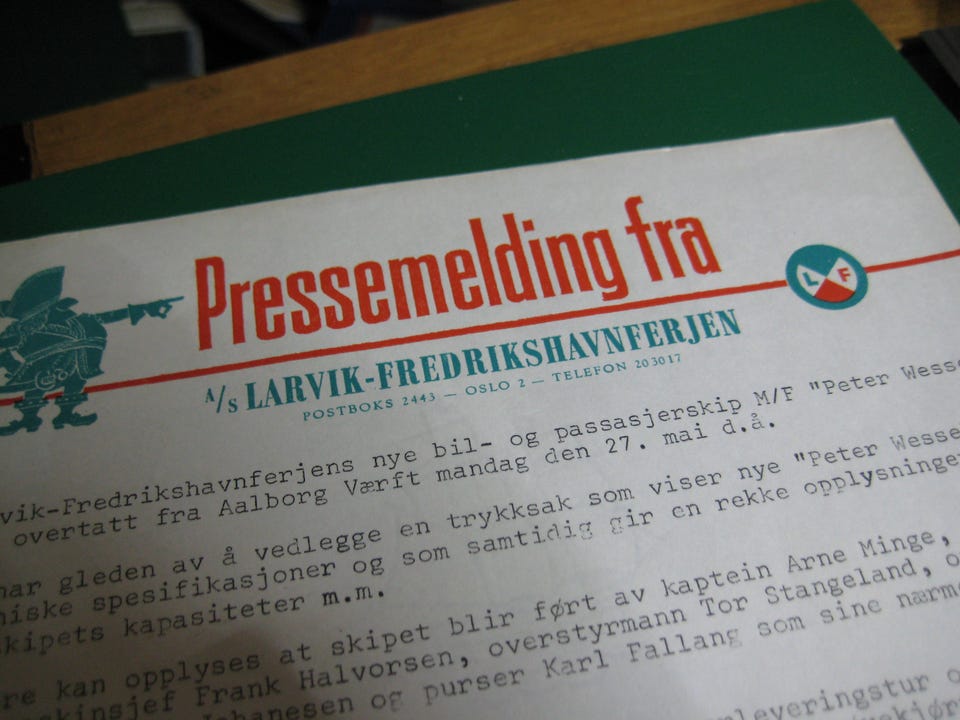 Pressemelding fra
L F
A/S LARVIK-FREDRIKSHAVNFERJEN
POSTBOKS 2443 — OSLO 2 — TELEFON 203017
vik-Fredrikshavnferjens nye bil- og passasjerskip M/F "Peter Wesse
overtatt fra Aalborg Værft mandag den 27. mai d.å.
har gleden av å vedlegge en trykksak som viser nye "Peter Wesse
niske spesifikasjoner og som samtidig gir en rekke opplysninger
kipets kapasiteter m.m.
re kan opplyses at skipet blir ført av kaptein Arne Minge,
skinsjef Frank Halvorsen, overstyrmann Tor Stangeland, o
Johanesen og purser Karl Fallang som sine nærme
leveringstur o